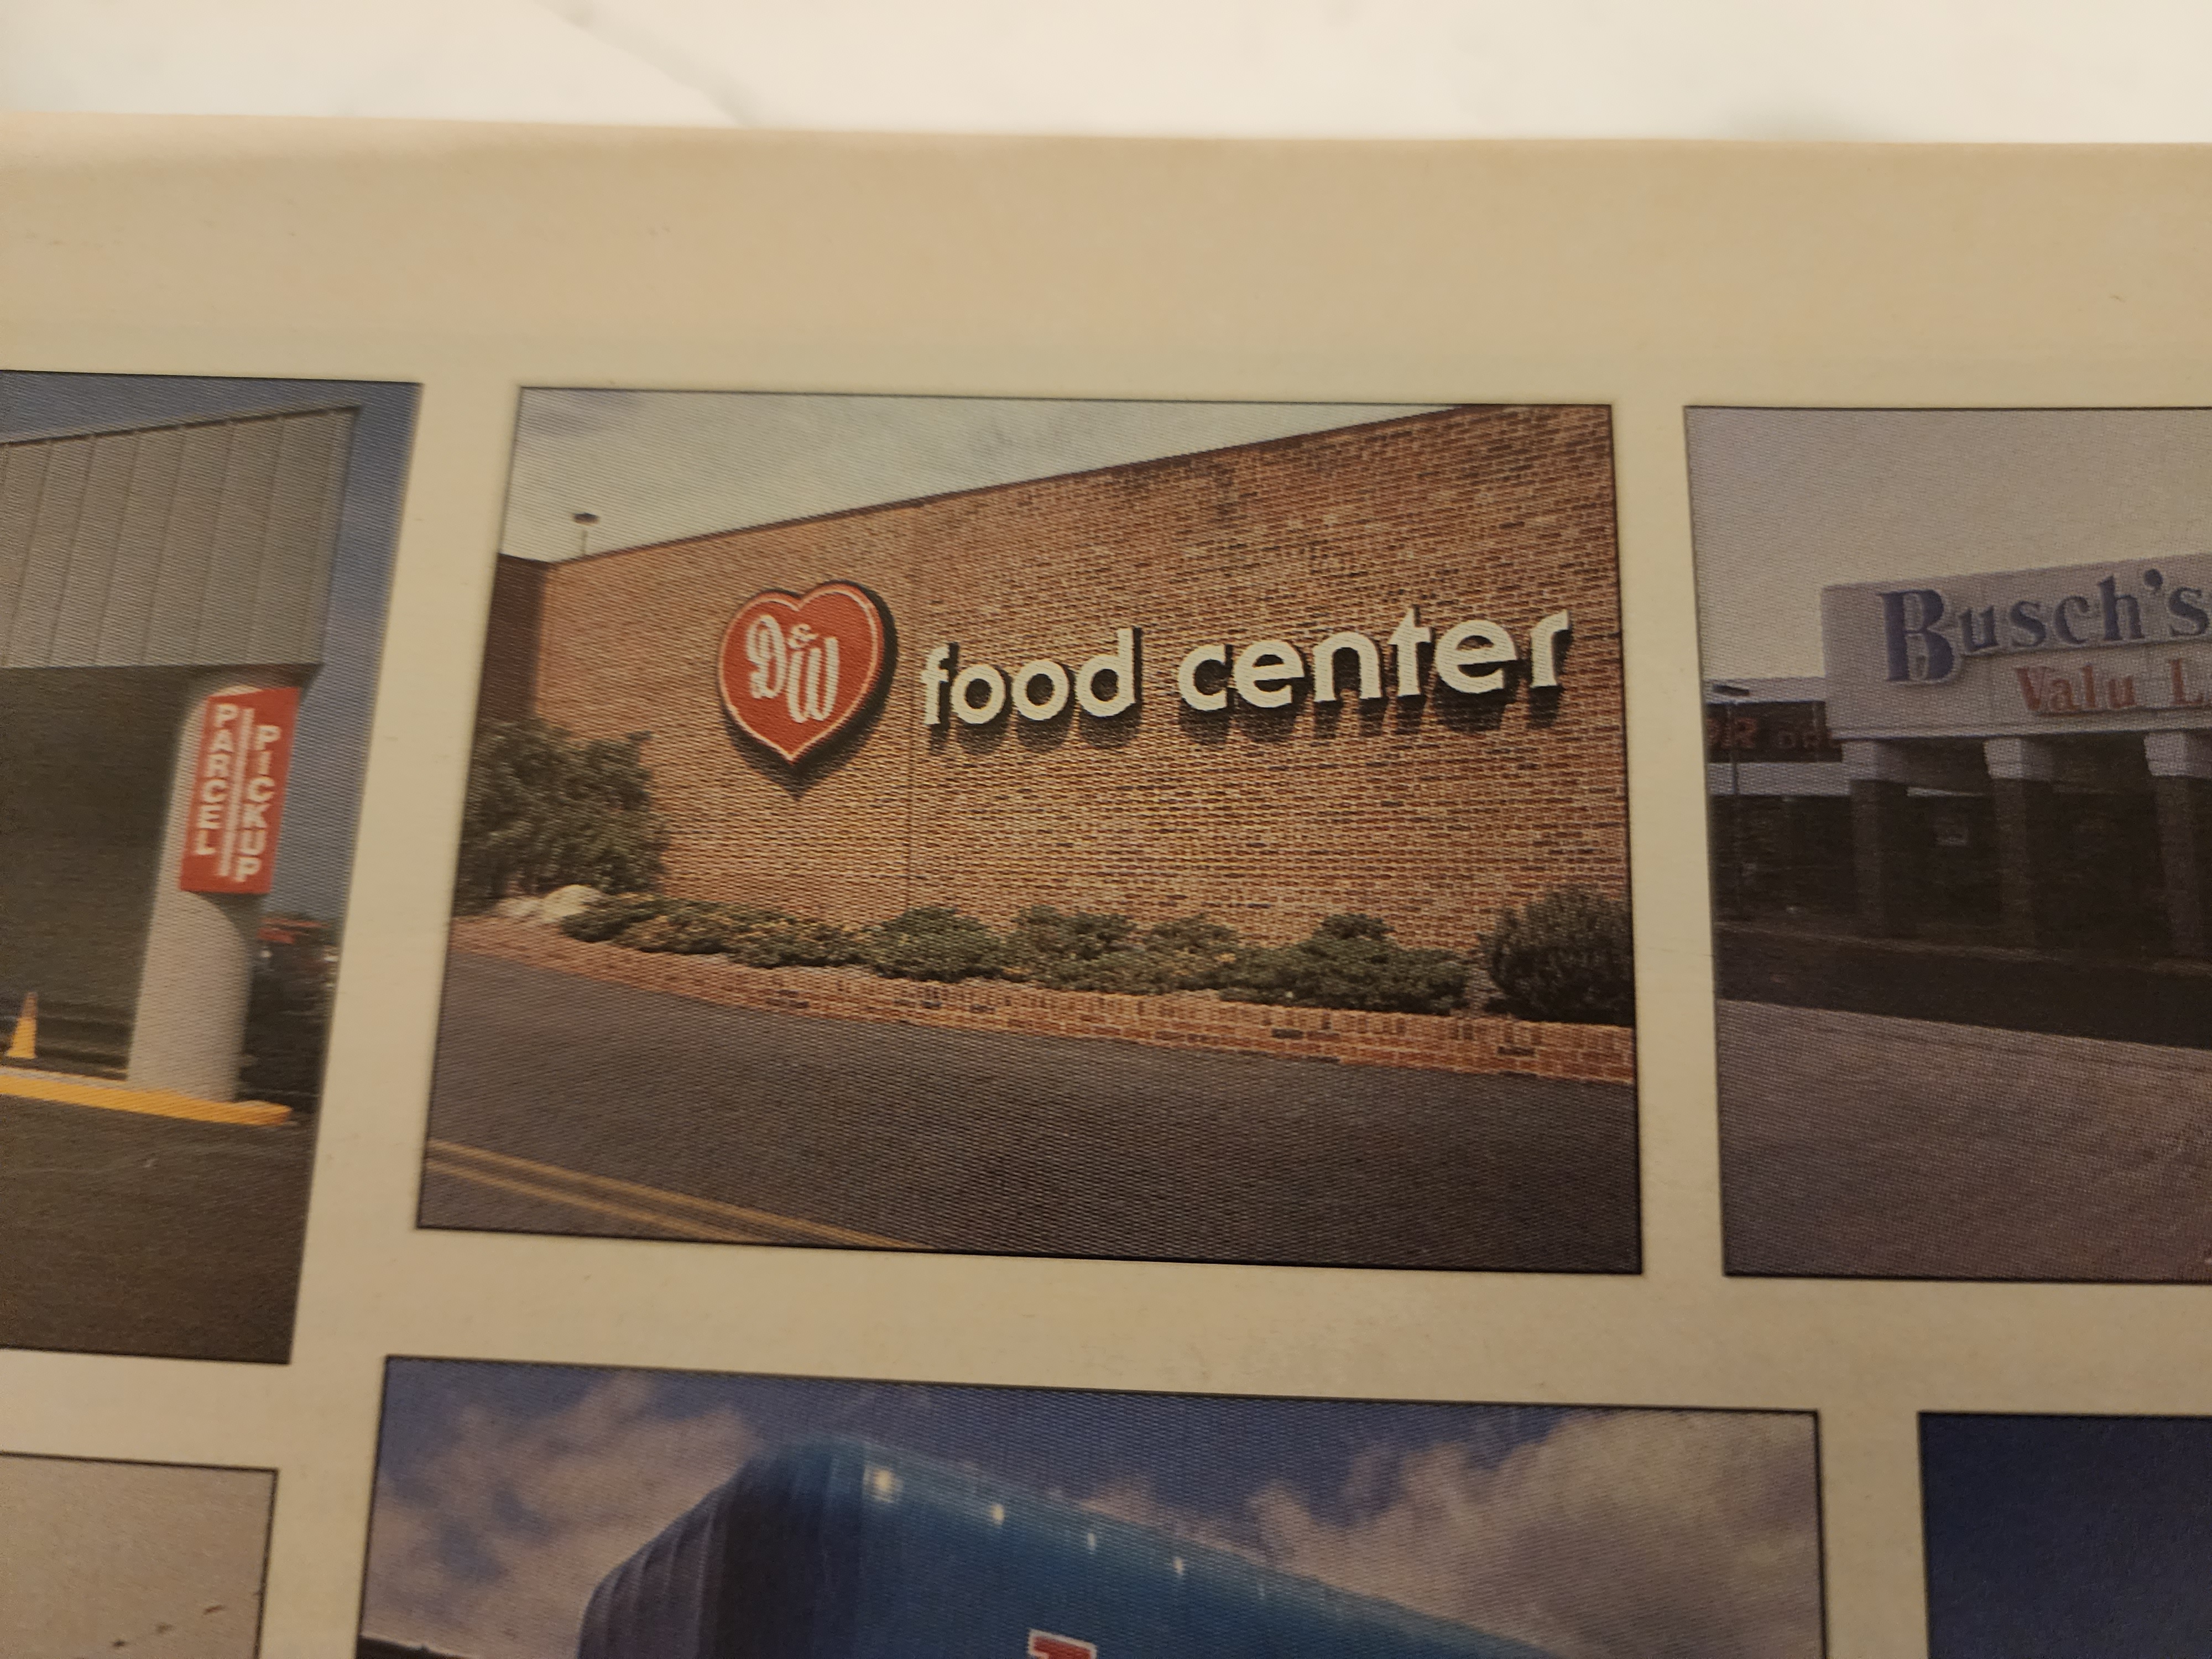 PARCEL
PICKUP
D&W
food center
Busch's
Valu L